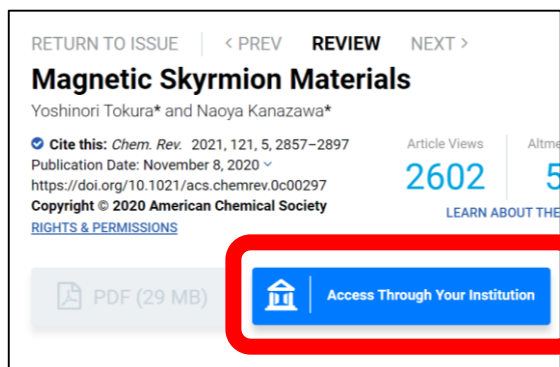 RETURN TO ISSUE < PREV REVIEW NEXT >
Magnetic Skyrmion Materials
Yoshinori Tokura* and Naoya Kanazawa*
Cite this: Chem. Rev. 2021, 121, 5, 2857–2897
Publication Date: November 8, 2020
https://doi.org/10.1021/acs.chemrev.0c00297
Copyright © 2020 American Chemical Society
RIGHTS & PERMISSIONS
Article Views
2602
LEARN ABOUT THE
PDF (29 MB)
Access Through Your Institution